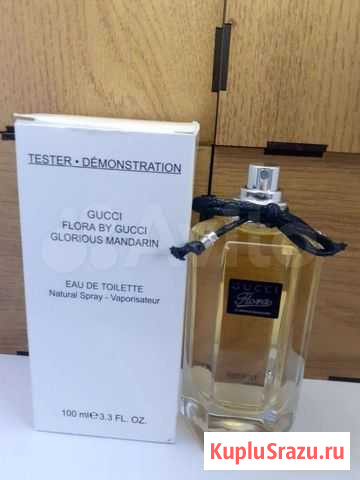 TESTER • DÉMONSTRATION
GUCCI
FLORA BY GUCCI
GLORIOUS MANDARIN
EAU DE TOILETTE
Natural Spray - Vaporisateur
100 ml e 3.3 FL. OZ.
GUCCI
Flora
Avito
KupluSrazu.ru